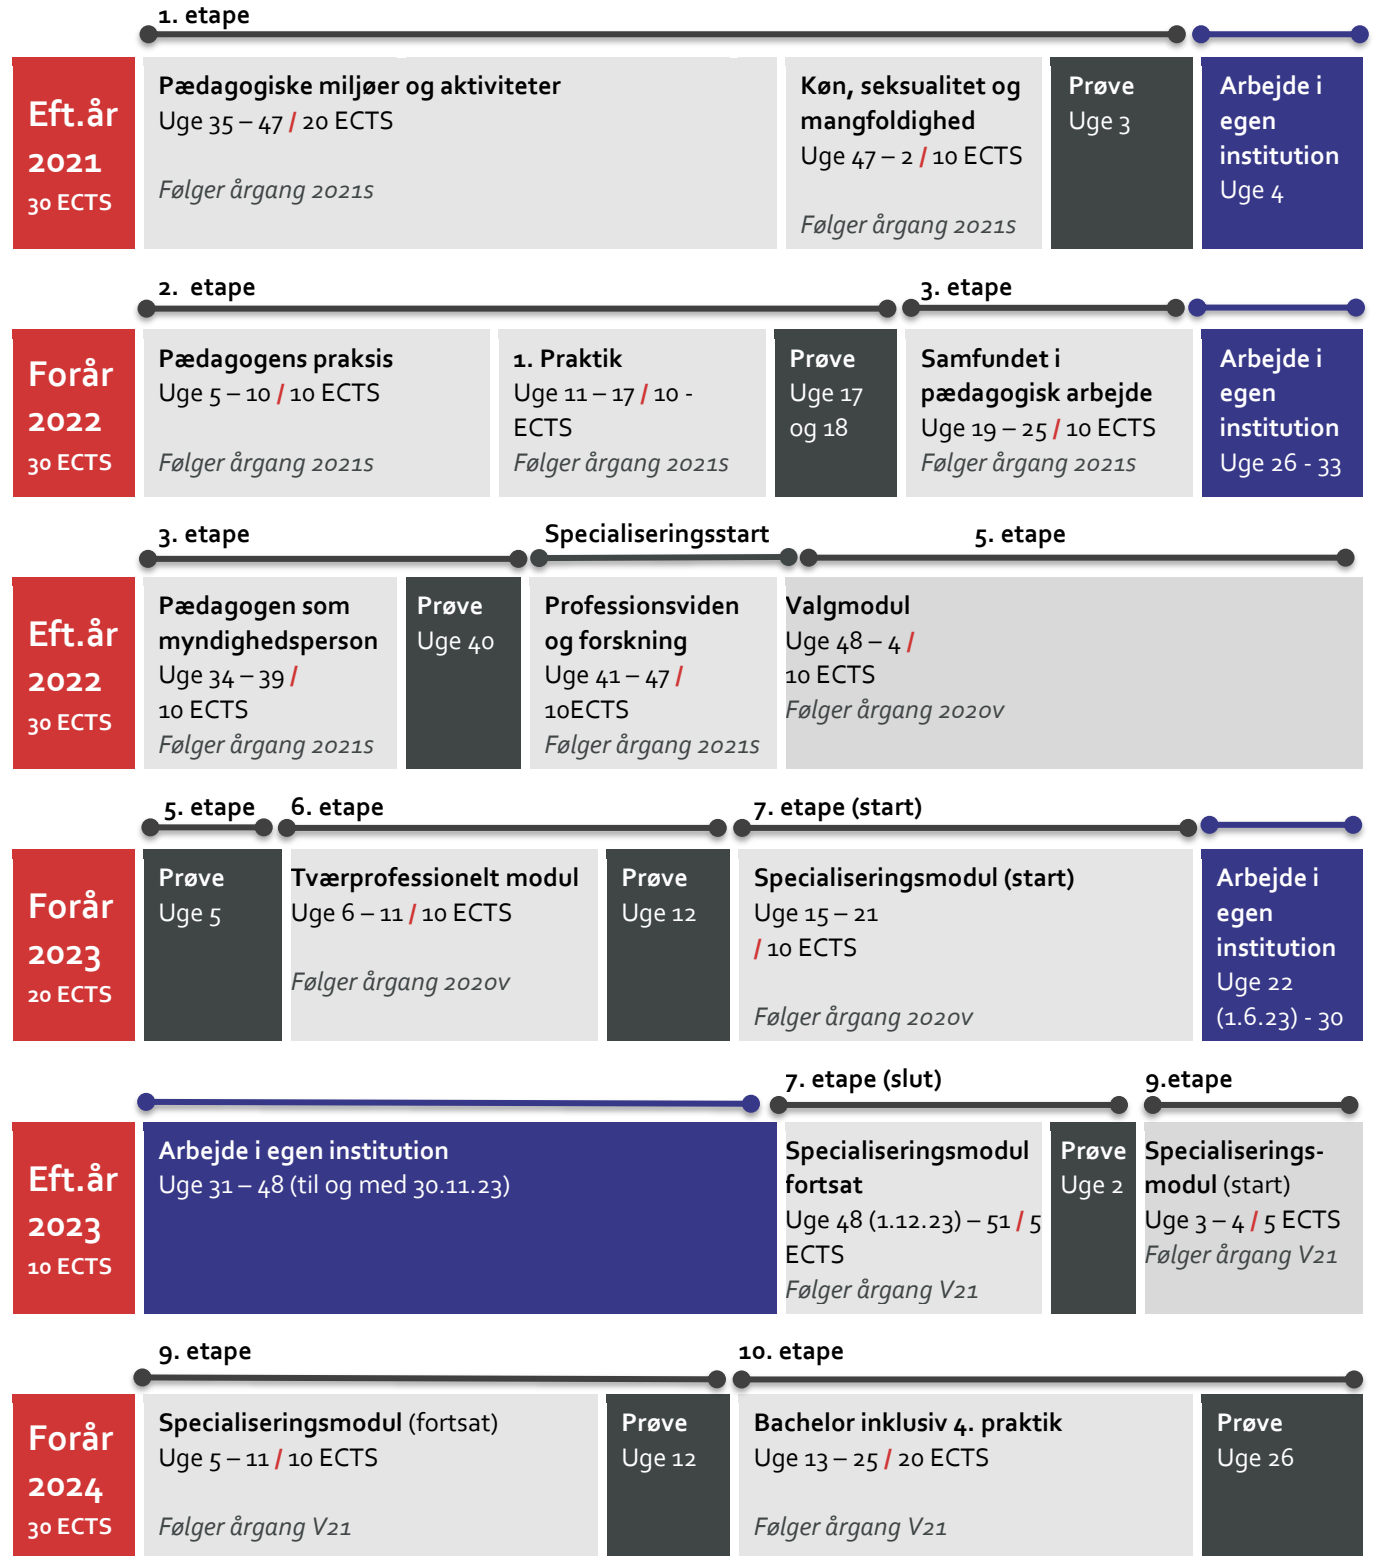 1. etape
Eft.år
2021
30 ECTS
Pædagogiske miljøer og aktiviteter
Uge 35 – 47 / 20 ECTS
Følger årgang 2021s
Køn, seksualitet og
mangfoldighed
Uge 47 – 2 / 10 ECTS
Følger årgang 2021s
Prøve
Uge 3
Arbejde i
egen
institution
Uge 4
2. etape
3. etape
Forår
2022
30 ECTS
Pædagogens praksis
Uge 5 – 10 / 10 ECTS
Følger årgang 2021s
1. Praktik
Uge 11 – 17 / 10 -
ECTS
Følger årgang 2021s
Prøve
Uge 17
og 18
Samfundet i
pædagogisk arbejde
Uge 19 – 25 / 10 ECTS
Følger årgang 2021s
Arbejde i
egen
institution
Uge 26 - 33
3. etape
Specialiseringsstart
5. etape
Eft.år
2022
30 ECTS
Pædagogen som
myndighedsperson
Uge 34 – 39 /
10 ECTS
Følger årgang 2021s
Prøve
Uge 40
Professionsviden
og forskning
Uge 41 – 47 /
10ECTS
Følger årgang 2021s
Valgmodul
Uge 48 – 4 /
10 ECTS
Følger årgang 2020v
5. etape
6. etape
7. etape (start)
Forår
2023
20 ECTS
Prøve
Uge 5
Tværprofessionelt modul
Uge 6 – 11 / 10 ECTS
Følger årgang 2020v
Prøve
Uge 12
Specialiseringsmodul (start)
Uge 15 – 21
/ 10 ECTS
Følger årgang 2020v
Arbejde i
egen
institution
Uge 22
(1.6.23) - 30
7. etape (slut)
9.etape
Eft.år
2023
10 ECTS
Arbejde i egen institution
Uge 31 – 48 (til og med 30.11.23)
Specialiseringsmodul
fortsat
Uge 48 (1.12.23) – 51 / 5
ECTS
Følger årgang V21
Prøve
Uge 2
Specialiserings-
modul (start)
Uge 3 – 4 / 5 ECTS
Følger årgang V21
9. etape
10. etape
Forår
2024
30 ECTS
Specialiseringsmodul (fortsat)
Uge 5 – 11 / 10 ECTS
Følger årgang V21
Prøve
Uge 12
Bachelor inklusiv 4. praktik
Uge 13 – 25 / 20 ECTS
Følger årgang V21
Prøve
Uge 26